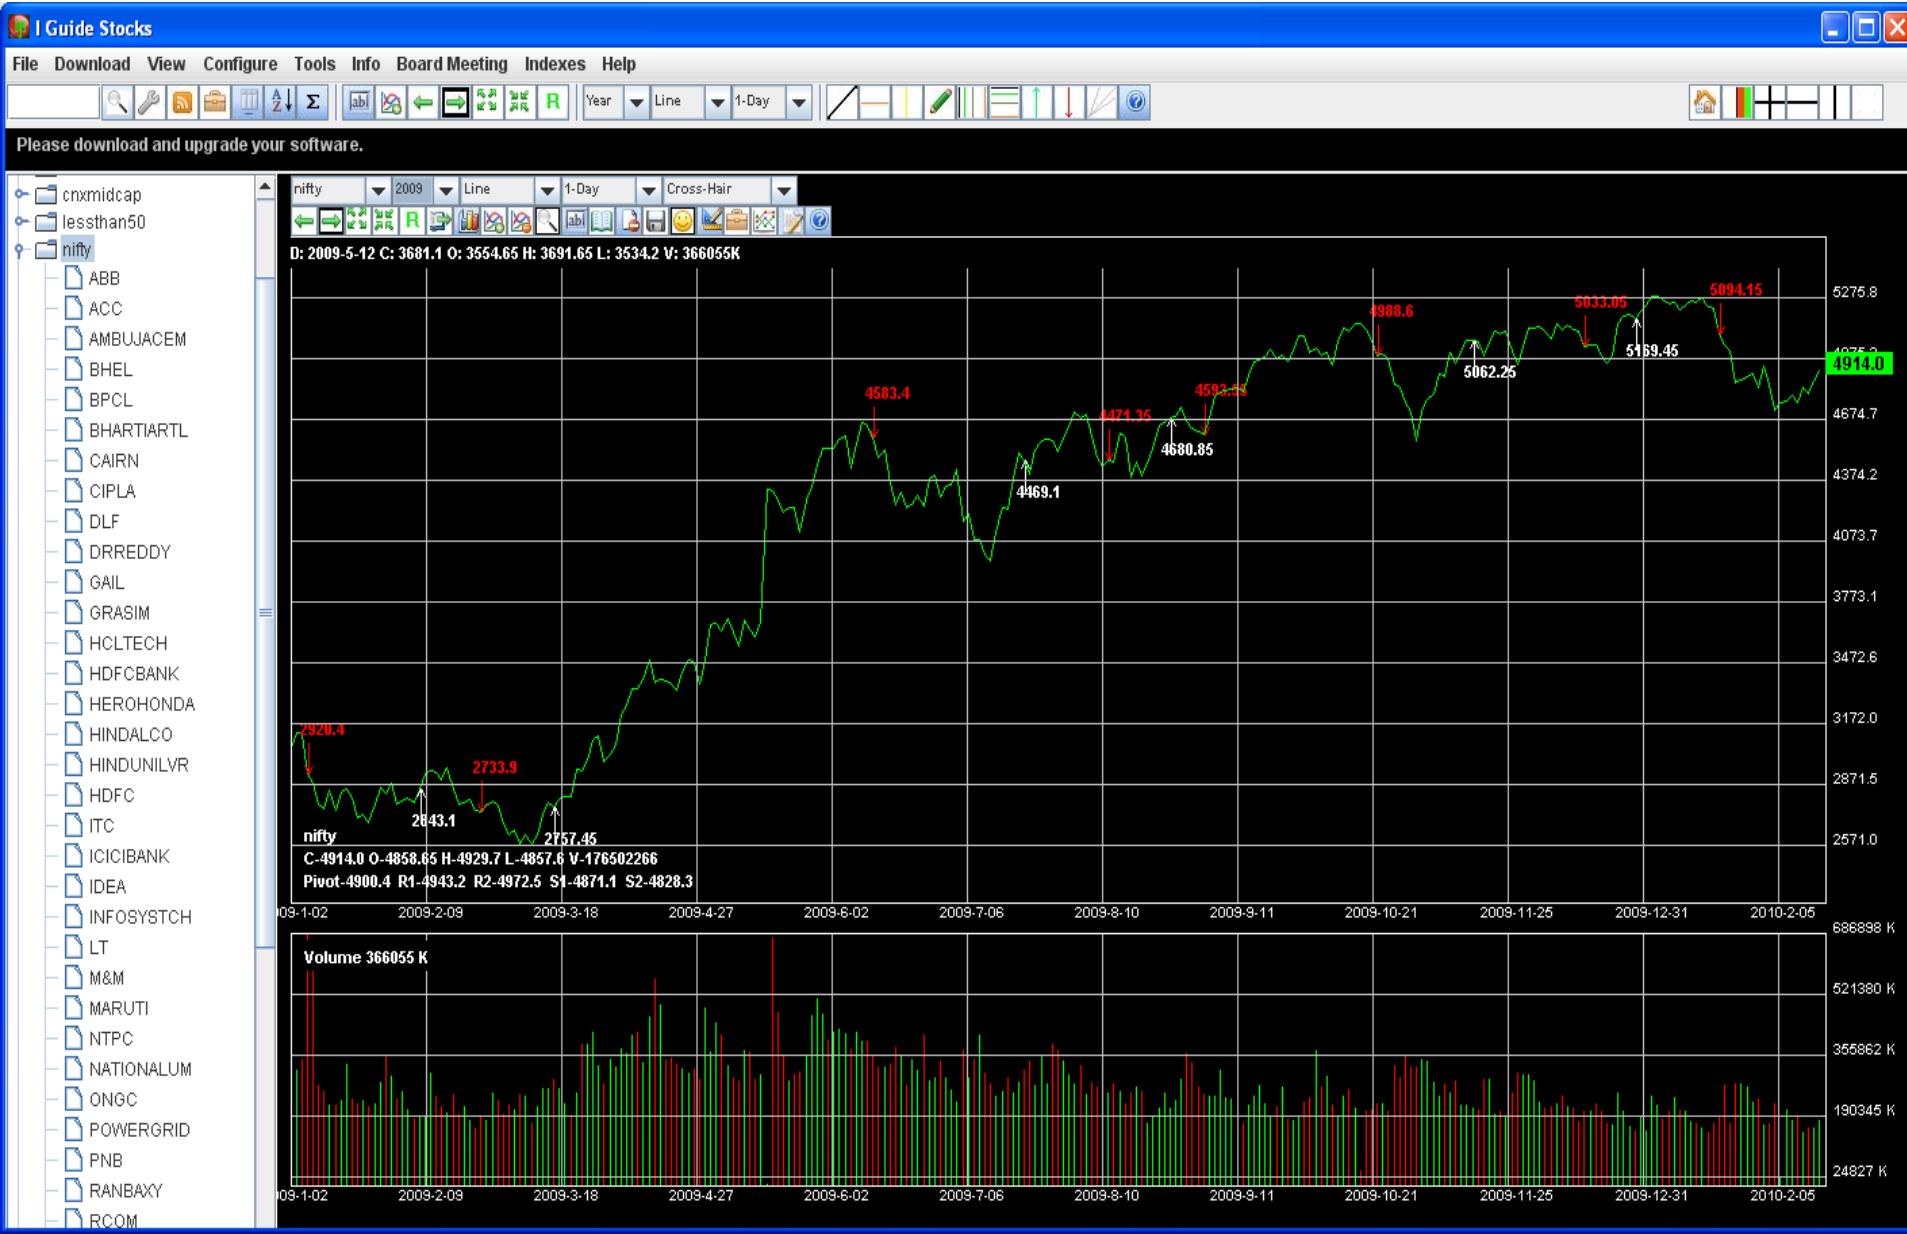 I Guide Stocks
File Download View Configure Tools Info Board Meeting Indexes Help
AZ Σ ab R Year Line 1-Day
Please download and upgrade your software.
cnxmidcap
lessthan50
nifty
ABB
ACC
AMBUJACEM
BHEL
BPCL
BHARTIARTL
CAIRN
CIPLA
DLF
DRREDDY
GAIL
GRASIM
HCLTECH
HDFCBANK
HEROHONDA
HINDALCO
HINDUNILVR
HDFC
ITC
ICICIBANK
IDEA
INFOSYSTCH
LT
M&M
MARUTI
NTPC
NATIONALUM
ONGC
POWERGRID
PNB
RANBAXY
RCOM
nifty 2009 Line 1-Day Cross-Hair
R ab
D: 2009-5-12 C: 3681.1 O: 3554.65 H: 3691.65 L: 3534.2 V: 366055K
5275.8
5094.15
5033.05
4988.6
5169.45
4914.0
5062.25
4583.4
4593.55
4471.35
4674.7
4680.85
4374.2
4469.1
4073.7
3773.1
3472.6
3172.0
2920.4
2733.9
2871.5
2843.1
2757.45
2571.0
nifty
C-4914.0 O-4858.65 H-4929.7 L-4857.6 V-176502266
Pivot-4900.4 R1-4943.2 R2-4972.5 S1-4871.1 S2-4828.3
09-1-02 2009-2-09 2009-3-18 2009-4-27 2009-6-02 2009-7-06 2009-8-10 2009-9-11 2009-10-21 2009-11-25 2009-12-31 2010-2-05
686898 K
Volume 366055 K
521380 K
355862 K
190345 K
24827 K
09-1-02 2009-2-09 2009-3-18 2009-4-27 2009-6-02 2009-7-06 2009-8-10 2009-9-11 2009-10-21 2009-11-25 2009-12-31 2010-2-05